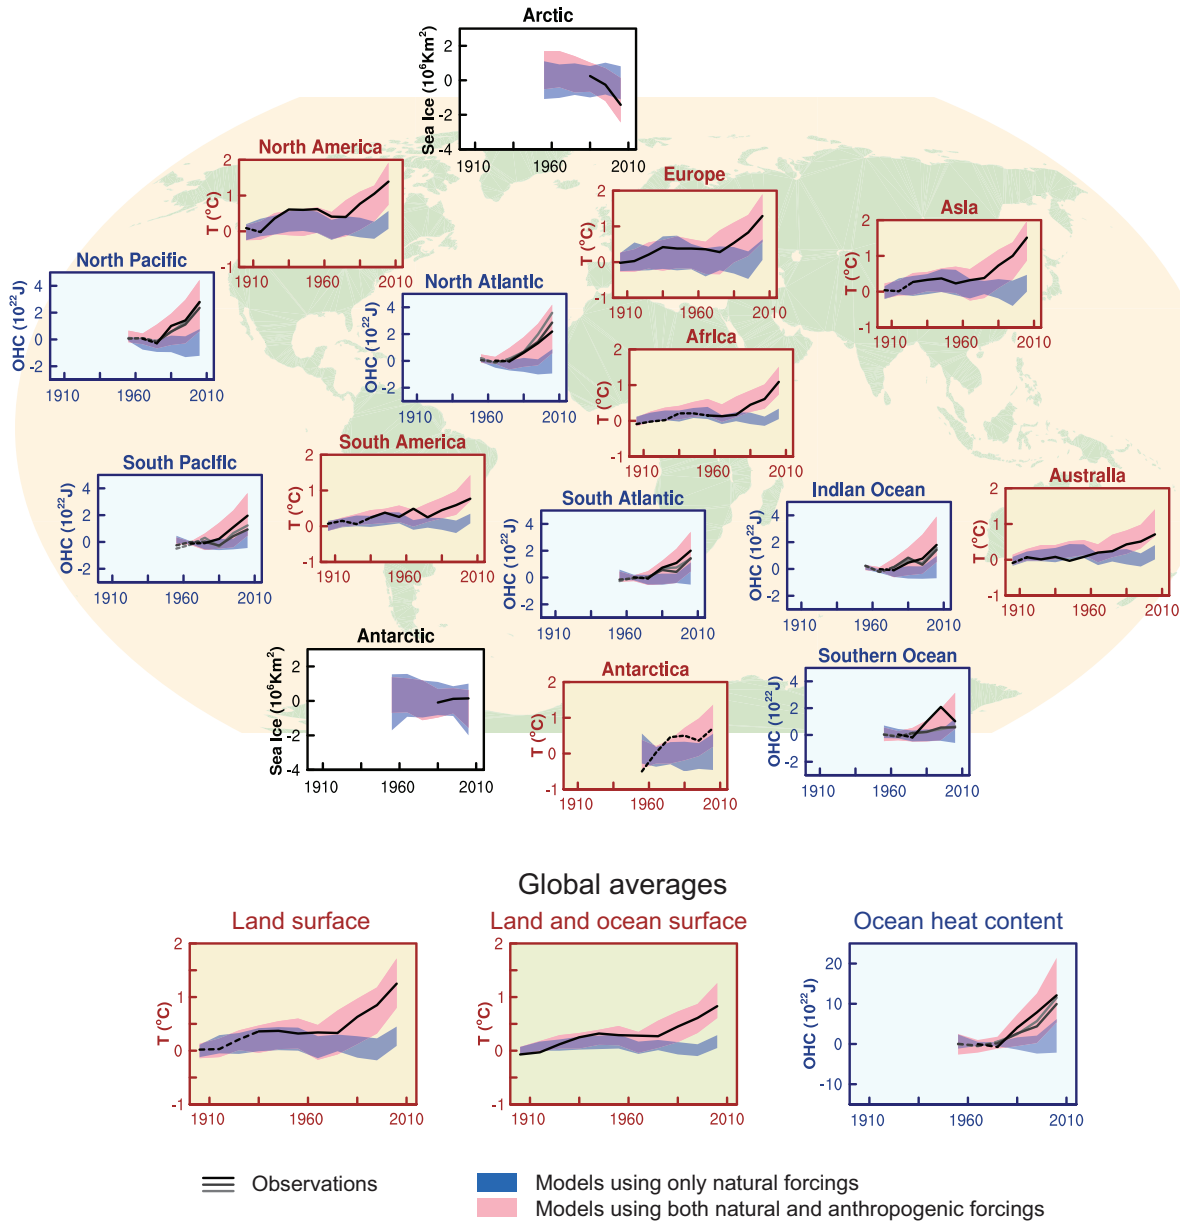 Arctic
Sea Ice (10⁶Km²)
2
0
-2
-4
1910 1960 2010
North America
T (°C)
2
1
0
-1
1910 1960 2010
Europe
T (°C)
2
1
0
-1
1910 1960 2010
AsIa
T (°C)
2
1
0
-1
1910 1960 2010
North Pacific
OHC (10²²J)
4
2
0
-2
1910 1960 2010
North Atlantic
OHC (10²²J)
4
2
0
-2
1910 1960 2010
AfrIca
T (°C)
2
1
0
-1
1910 1960 2010
South PacIfIc
OHC (10²²J)
4
2
0
-2
1910 1960 2010
South America
T (°C)
2
1
0
-1
1910 1960 2010
South Atlantic
OHC (10²²J)
4
2
0
-2
1910 1960 2010
Indian Ocean
OHC (10²²J)
4
2
0
-2
1910 1960 2010
AustralIa
T (°C)
2
1
0
-1
1910 1960 2010
Antarctic
Sea Ice (10⁶Km²)
2
0
-2
-4
1910 1960 2010
Antarctica
T (°C)
2
1
0
-1
1910 1960 2010
Southern Ocean
OHC (10²²J)
4
2
0
-2
1910 1960 2010
Global averages
Land surface
T (°C)
2
1
0
-1
1910 1960 2010
Land and ocean surface
T (°C)
2
1
0
-1
1910 1960 2010
Ocean heat content
OHC (10²²J)
20
10
0
-10
1910 1960 2010
Observations
Models using only natural forcings
Models using both natural and anthropogenic forcings